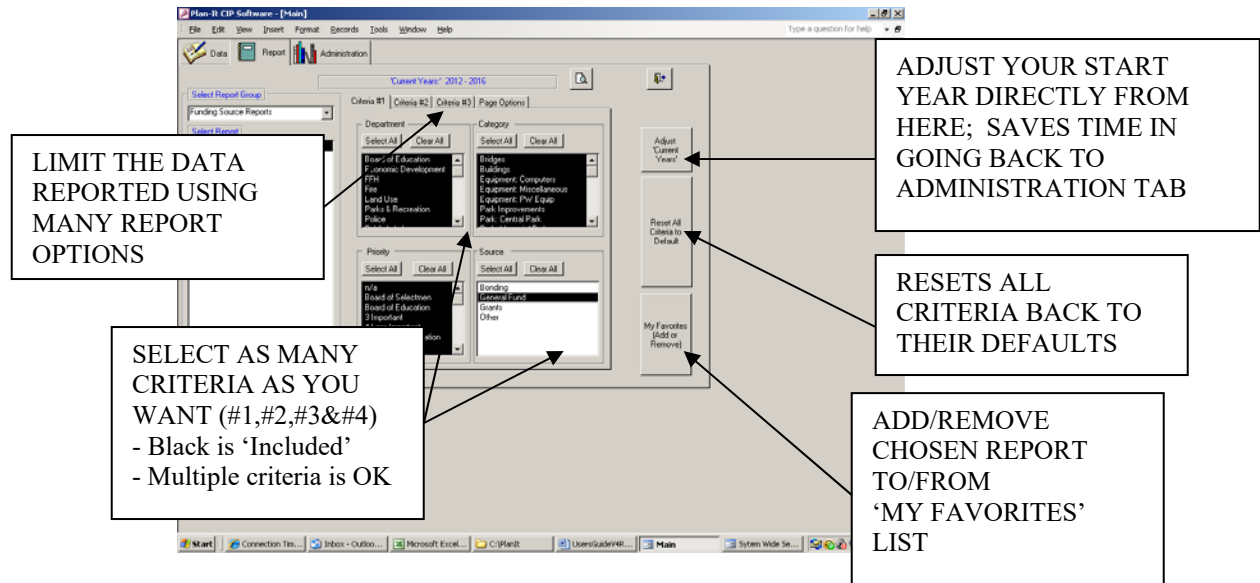 Plan-It CIP Software - [Main]
File Edit View Insert Format Records Tools Window Help
Type a question for help
Data Report Administration
'Current Years:' 2012 - 2016
Select Report Group
Funding Source Reports
Select Report
Criteria #1 Criteria #2 Criteria #3 Page Options
Department
Select All Clear All
Board of Education
Economic Development
FFH
Fire
Land Use
Parks & Recreation
Police
Category
Select All Clear All
Bridges
Buildings
Equipment: Computers
Equipment: Miscellaneous
Equipment: PW Equip
Park Improvements
Park: Central Park
Priority
Select All Clear All
n/a
Board of Selectmen
Board of Education
3 Important
Source
Select All Clear All
Bonding
General Fund
Grants
Other
Adjust
'Current
Years'
Reset All
Criteria to
Default
My Favorites
(Add or
Remove)
LIMIT THE DATA
REPORTED USING
MANY REPORT
OPTIONS
SELECT AS MANY
CRITERIA AS YOU
WANT (#1,#2,#3&#4)
- Black is ‘Included’
- Multiple criteria is OK
ADJUST YOUR START
YEAR DIRECTLY FROM
HERE; SAVES TIME IN
GOING BACK TO
ADMINISTRATION TAB
RESETS ALL
CRITERIA BACK TO
THEIR DEFAULTS
ADD/REMOVE
CHOSEN REPORT
TO/FROM
‘MY FAVORITES’
LIST
Start Connection Tim... Inbox - Outloo... Microsoft Excel... C:\PlanIt UsersGuideV4R... Main Sytem Wide Se...